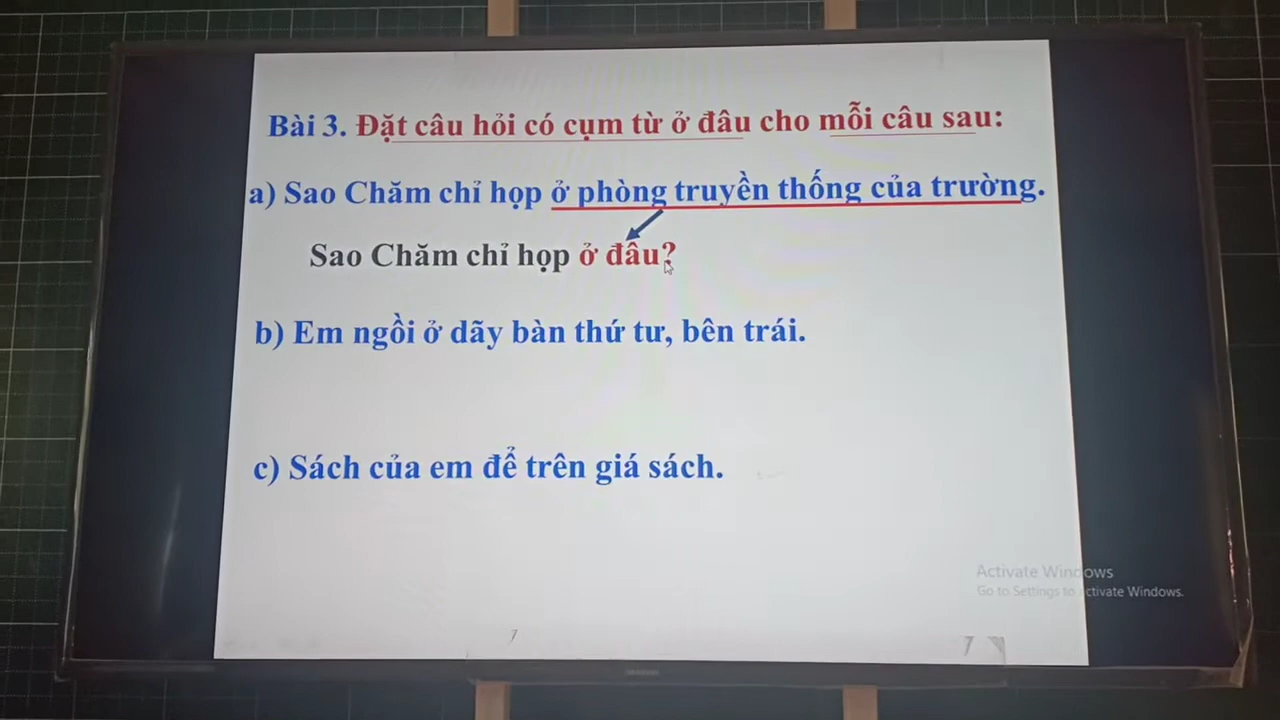 Bài 3. Đặt câu hỏi có cụm từ ở đâu cho mỗi câu sau:
a) Sao Chăm chỉ họp ở phòng truyền thống của trường.
Sao Chăm chỉ họp ở đâu?
b) Em ngồi ở dãy bàn thứ tư, bên trái.
c) Sách của em để trên giá sách.
Activate Windows
Go to Settings to activate Windows.
7
7